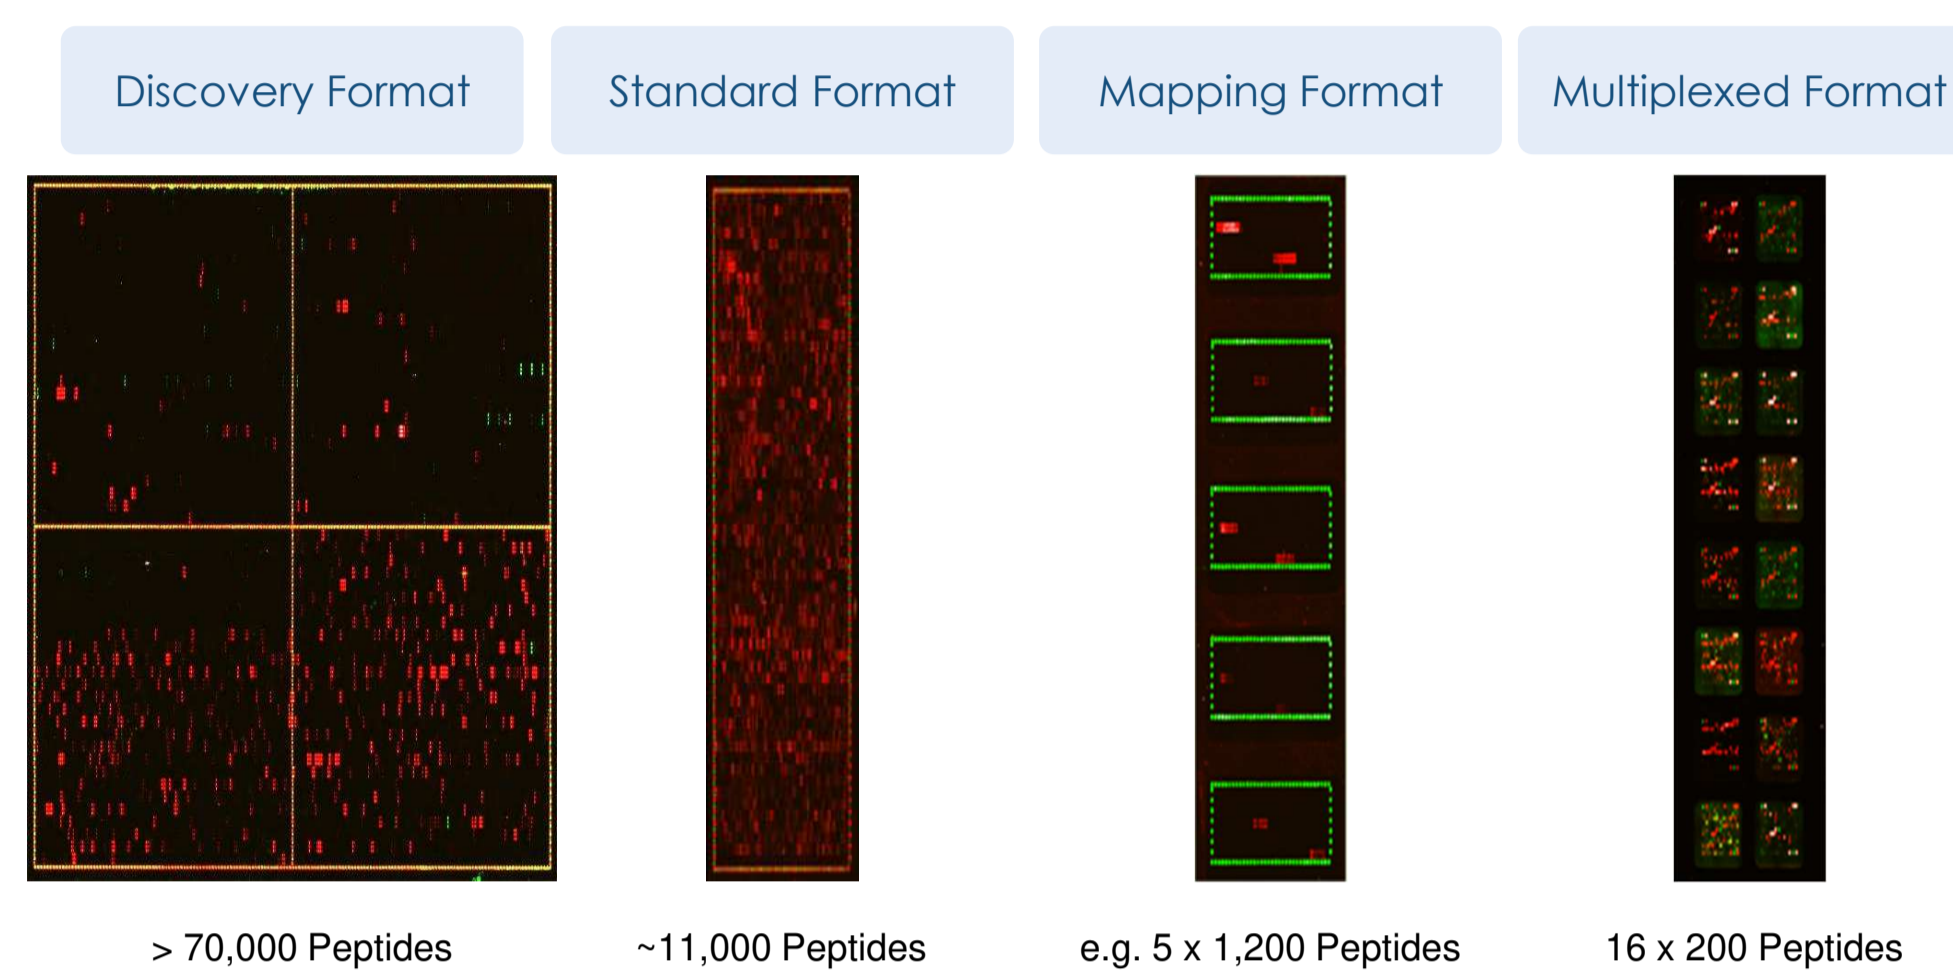 Discovery Format
Standard Format
Mapping Format
Multiplexed Format
> 70,000 Peptides
~11,000 Peptides
e.g. 5 x 1,200 Peptides
16 x 200 Peptides